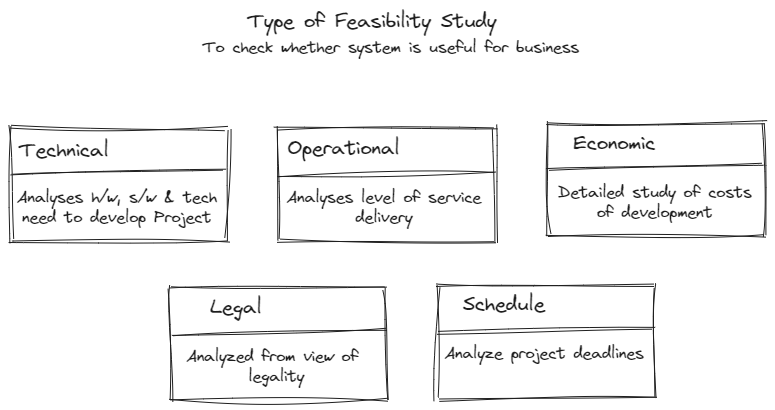 Type of Feasibility Study
To check whether system is useful for business
Technical
Analyses h/w, s/w & tech
need to develop Project
Operational
Analyses level of service
delivery
Economic
Detailed study of costs
of development
Legal
Analyzed from view of
legality
Schedule
Analyze project deadlines